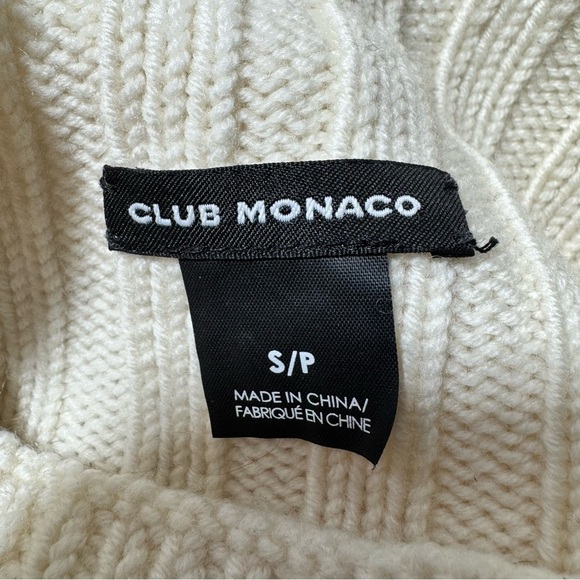 CLUB MONACO
S/P
MADE IN CHINA/
FABRIQUÉ EN CHINE